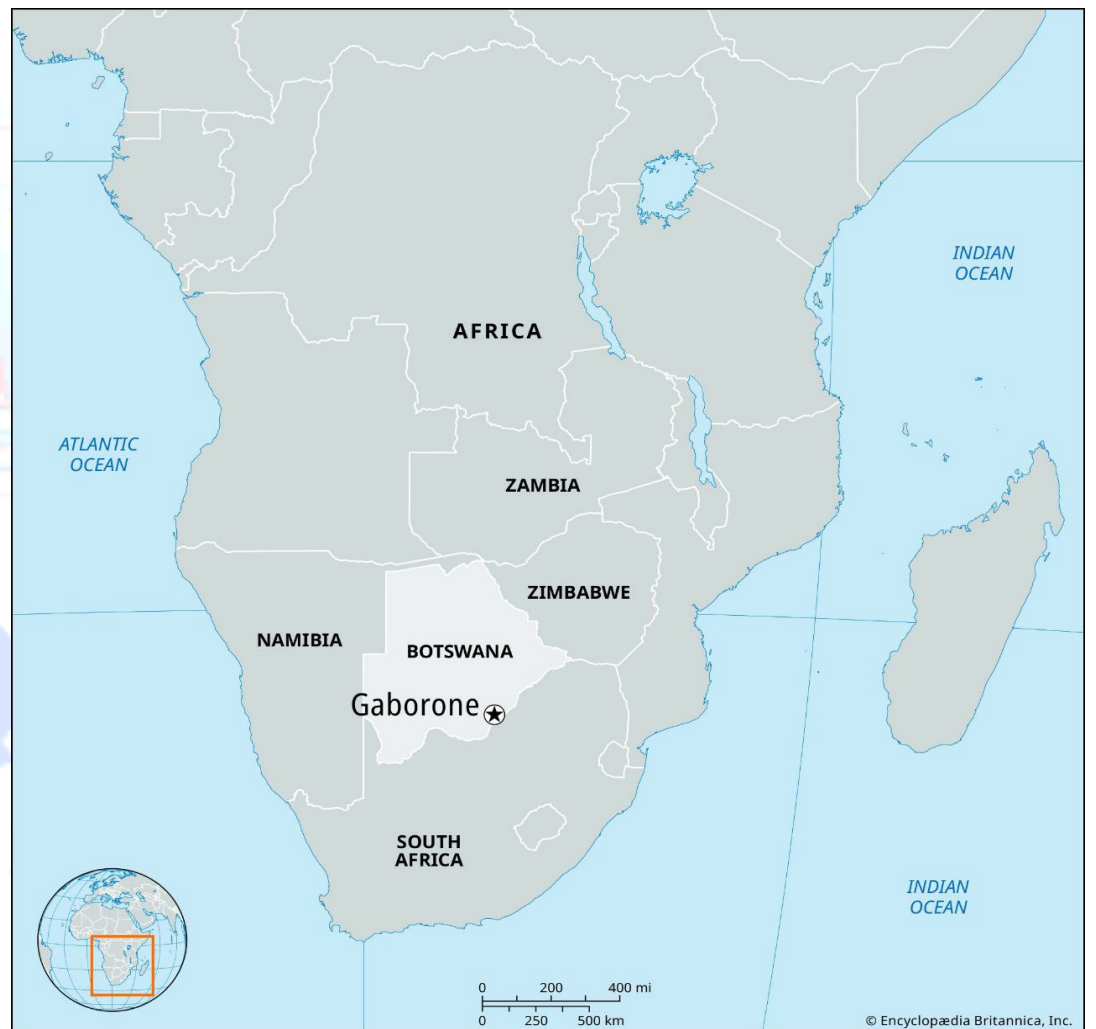 INDIAN
OCEAN
AFRICA
ATLANTIC
OCEAN
ZAMBIA
ZIMBABWE
NAMIBIA
BOTSWANA
Gaborone
SOUTH
AFRICA
INDIAN
OCEAN
0 200 400 mi
0 250 500 km
© Encyclopædia Britannica, Inc.